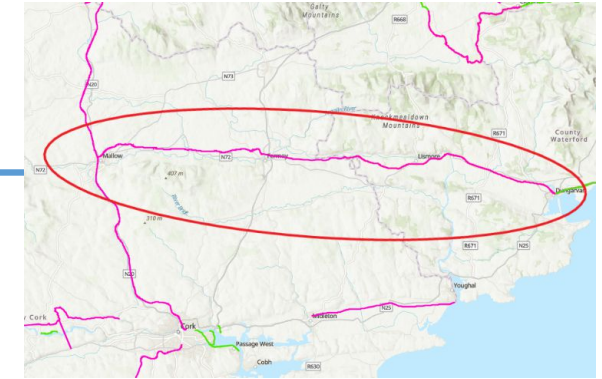 Galty
Mountains
R668
N20
N73
Mountains
R671
County
Waterford
Mallow
N72
Fermoy
Lismore
N72
407 m
Dungarvan
R671
318 m
R671
N25
N20
Youghal
N25
Midleton
y Cork
Cork
Passage West
Cobh
R630